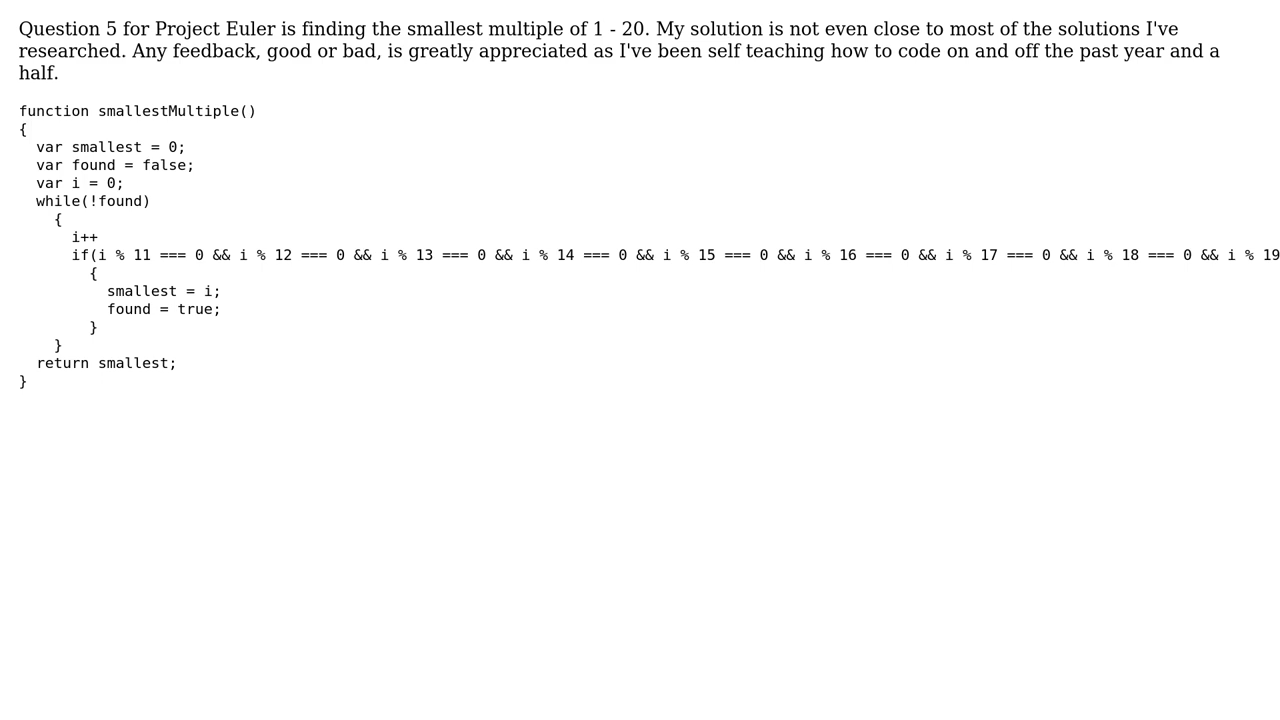 Question 5 for Project Euler is finding the smallest multiple of 1 - 20. My solution is not even close to most of the solutions I've
researched. Any feedback, good or bad, is greatly appreciated as I've been self teaching how to code on and off the past year and a
half.
function smallestMultiple()
{
  var smallest = 0;
  var found = false;
  var i = 0;
  while(!found)
    {
      i++
      if(i % 11 === 0 && i % 12 === 0 && i % 13 === 0 && i % 14 === 0 && i % 15 === 0 && i % 16 === 0 && i % 17 === 0 && i % 18 === 0 && i % 19
        {
          smallest = i;
          found = true;
        }
    }
  return smallest;
}